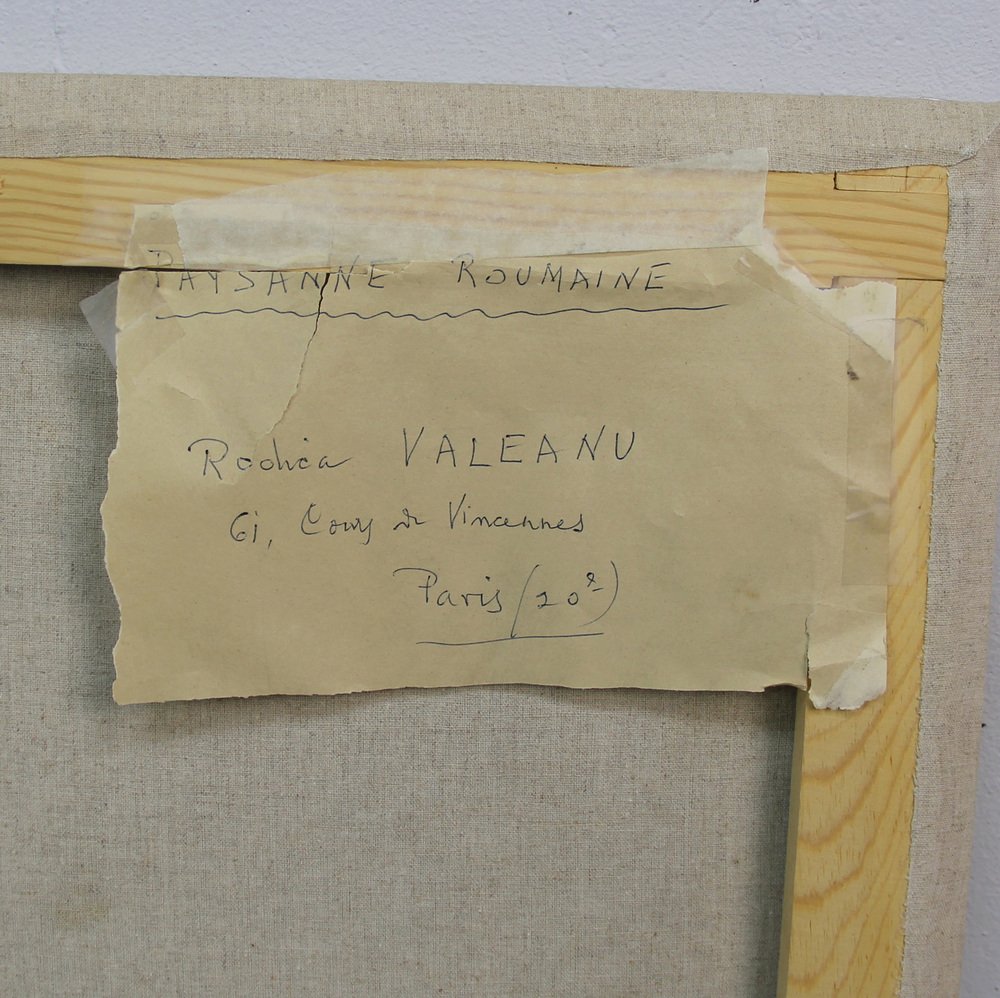 PAYSANNE ROUMAINE
Rodica VALEANU
61, Cours de Vincennes
Paris (20e)